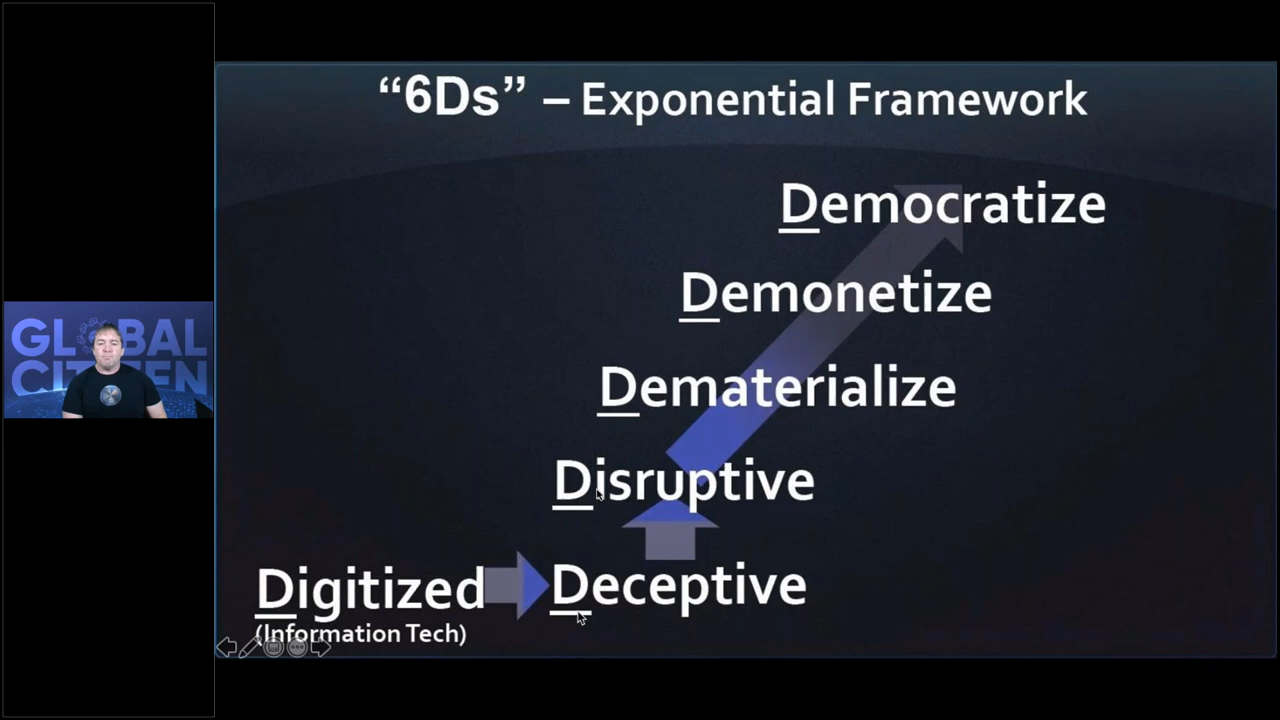 GLOBAL
CITIZEN
“6Ds” – Exponential Framework
Democratize
Demonetize
Dematerialize
Disruptive
Digitized
Deceptive
(Information Tech)